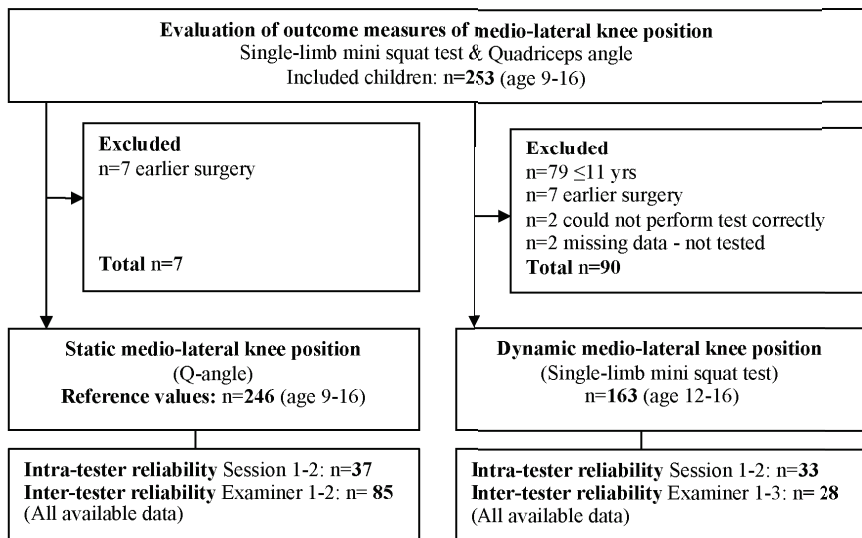 Evaluation of outcome measures of medio-lateral knee position
Single-limb mini squat test & Quadriceps angle
Included children: n=253 (age 9-16)
Excluded
n=7 earlier surgery
Total n=7
Excluded
n=79 ≤11 yrs
n=7 earlier surgery
n=2 could not perform test correctly
n=2 missing data - not tested
Total n=90
Static medio-lateral knee position
(Q-angle)
Reference values: n=246 (age 9-16)
Dynamic medio-lateral knee position
(Single-limb mini squat test)
n=163 (age 12-16)
Intra-tester reliability Session 1-2: n=37
Inter-tester reliability Examiner 1-2: n= 85
(All available data)
Intra-tester reliability Session 1-2: n=33
Inter-tester reliability Examiner 1-3: n= 28
(All available data)